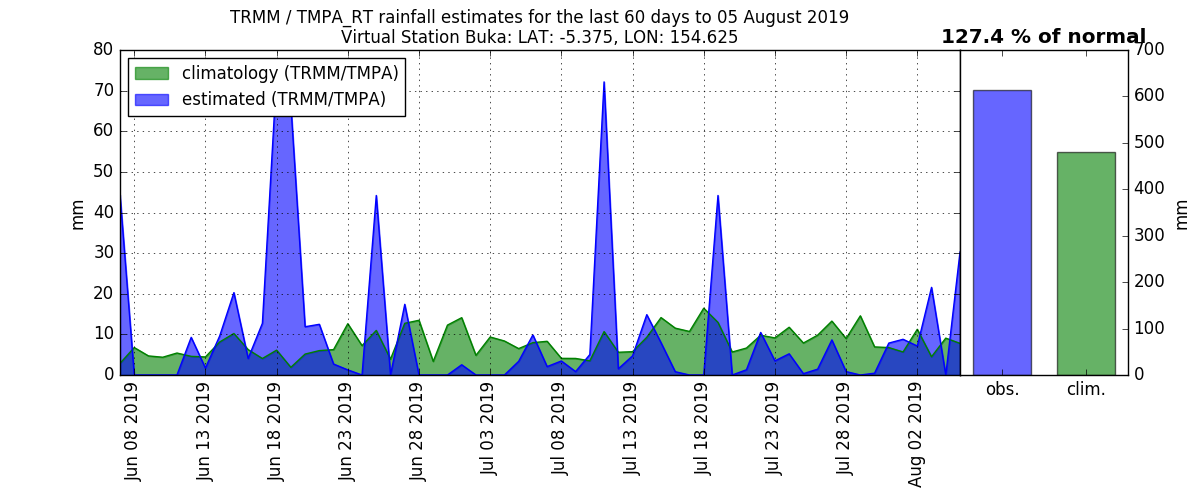 TRMM / TMPA_RT rainfall estimates for the last 60 days to 05 August 2019
Virtual Station Buka: LAT: -5.375, LON: 154.625
127.4 % of normal
climatology (TRMM/TMPA)
estimated (TRMM/TMPA)
80
70
60
50
40
30
20
10
0
mm
Jun 08 2019
Jun 13 2019
Jun 18 2019
Jun 23 2019
Jun 28 2019
Jul 03 2019
Jul 08 2019
Jul 13 2019
Jul 18 2019
Jul 23 2019
Jul 28 2019
Aug 02 2019
obs.
clim.
700
600
500
400
300
200
100
0
mm